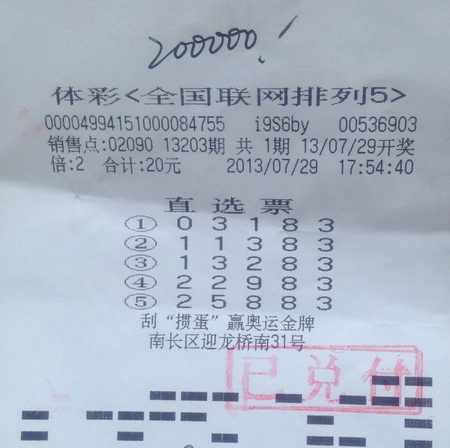 200000!
体彩<全国联网排列5>
00004994151000084755 i9S6by 00536903
销售点:02090 13203期 共 1期 13/07/29开奖
倍:2 合计:20元 2013/07/29 17:54:40
直选票
① 0 3 1 8 3
② 1 1 3 8 3
③ 1 3 2 8 3
④ 2 2 9 8 3
⑤ 2 5 8 8 3
刮“掼蛋”赢奥运金牌
南长区迎龙桥南31号
已兑付